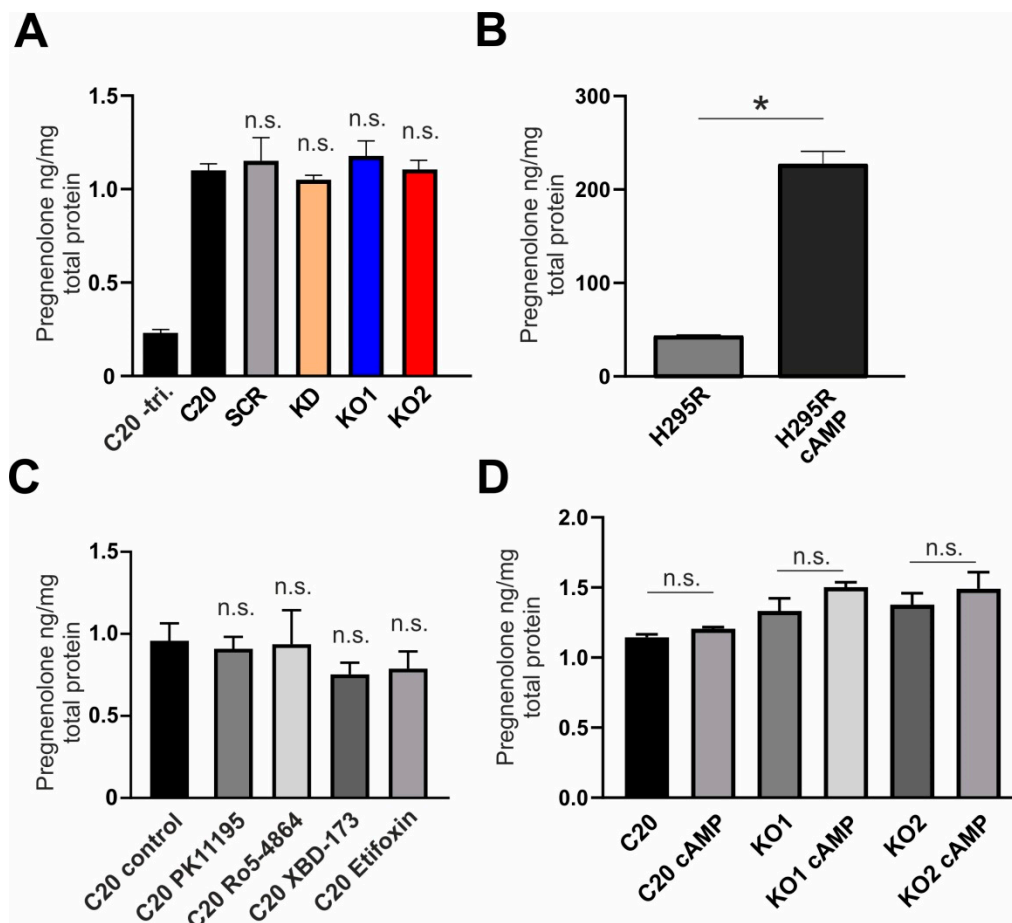 A
Pregnenolone ng/mg
total protein
1.5
1.0
0.5
0
n.s.
n.s.
n.s.
n.s.
C20 -tri.
C20
SCR
KD
KO1
KO2
B
Pregnenolone ng/mg
total protein
300
200
100
0
*
H295R
H295R
cAMP
C
Pregnenolone ng/mg
total protein
1.5
1.0
0.5
0
n.s.
n.s.
n.s.
n.s.
C20 control
C20 PK11195
C20 Ro5-4864
C20 XBD-173
C20 Etifoxin
D
Pregnenolone ng/mg
total protein
2.0
1.5
1.0
0.5
0.0
n.s.
n.s.
n.s.
C20
C20 cAMP
KO1
KO1 cAMP
KO2
KO2 cAMP